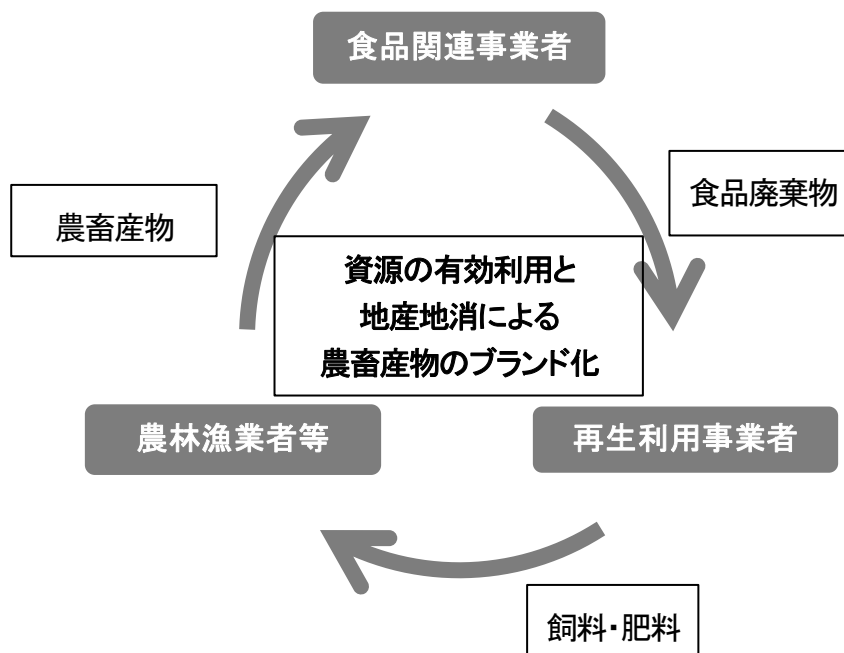 食品関連事業者
食品廃棄物
農畜産物
資源の有効利用と
地産地消による
農畜産物のブランド化
農林漁業者等
再生利用事業者
飼料・肥料